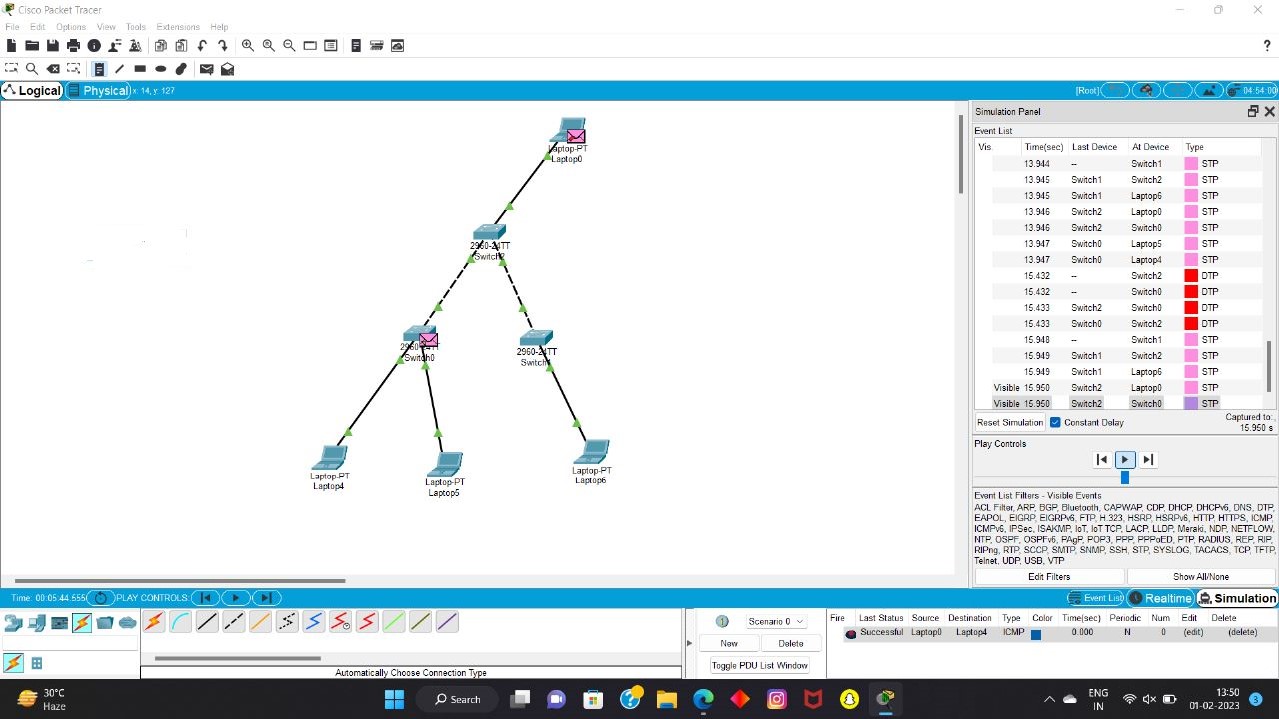 Cisco Packet Tracer
File Edit Options View Tools Extensions Help
?
Logical Physical x: 14, y: 127 [Root] 04:54:00
Laptop-PT
Laptop0
2960-24TT
2960-24TT
Switch0
2960-24TT
Laptop-PT
Laptop4
Laptop-PT
Laptop5
Laptop-PT
Laptop6
Simulation Panel
Event List
Vis. Time(sec) Last Device At Device Type
13.944 -- Switch1 STP
13.945 Switch1 Switch2 STP
13.945 Switch1 Laptop6 STP
13.946 Switch2 Laptop0 STP
13.946 Switch2 Switch0 STP
13.947 Switch0 Laptop5 STP
13.947 Switch0 Laptop4 STP
15.432 -- Switch2 DTP
15.432 -- Switch0 DTP
15.433 Switch2 Switch0 DTP
15.433 Switch0 Switch2 DTP
15.948 -- Switch1 STP
15.949 Switch1 Switch2 STP
15.949 Switch1 Laptop6 STP
Visible 15.950 Switch2 Laptop0 STP
Visible 15.950 Switch2 Switch0 STP
Reset Simulation Constant Delay Captured to:
15.950 s
Play Controls
Event List Filters - Visible Events
ACL Filter, ARP, BGP, Bluetooth, CAPWAP, CDP, DHCP, DHCPv6, DNS, DTP,
EAPOL, EIGRP, EIGRPv6, FTP, H.323, HSRP, HSRPv6, HTTP, HTTPS, ICMP,
ICMPv6, IPSec, ISAKMP, IoT, IoT TCP, LACP, LLDP, Meraki, NDP, NETFLOW,
NTP, OSPF, OSPFv6, PAgP, POP3, PPP, PPPoED, PTP, RADIUS, REP, RIP,
RIPng, RTP, SCCP, SMTP, SNMP, SSH, STP, SYSLOG, TACACS, TCP, TFTP,
Telnet, UDP, USB, VTP
Edit Filters Show All/None
Time: 00:05:44.555 PLAY CONTROLS: Event List Realtime Simulation
Scenario 0
New Delete
Toggle PDU List Window
Fire Last Status Source Destination Type Color Time(sec) Periodic Num Edit Delete
Successful Laptop0 Laptop4 ICMP 0.000 N 0 (edit) (delete)
Automatically Choose Connection Type
30°C
Haze
Search
ENG
IN
13:50
01-02-2023
3